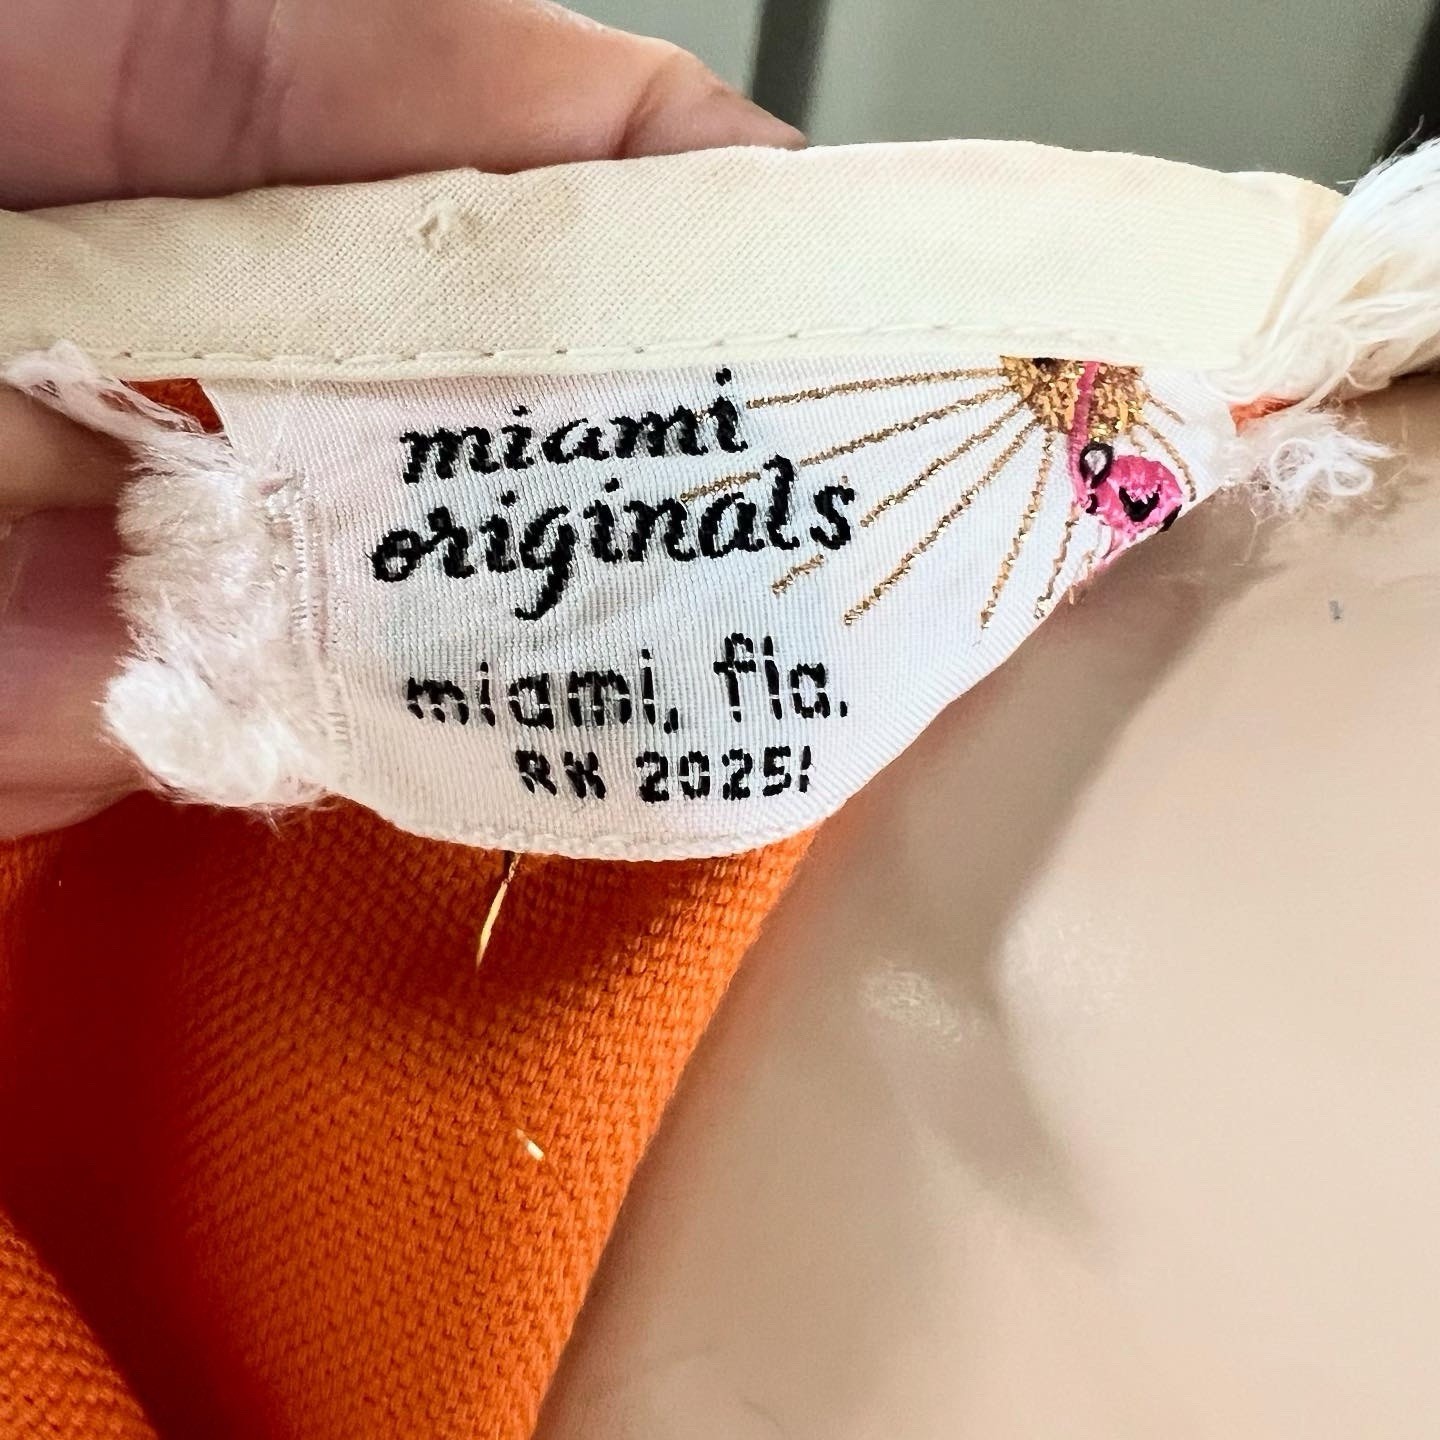 miami
originals
miami, fla.
RN 20251